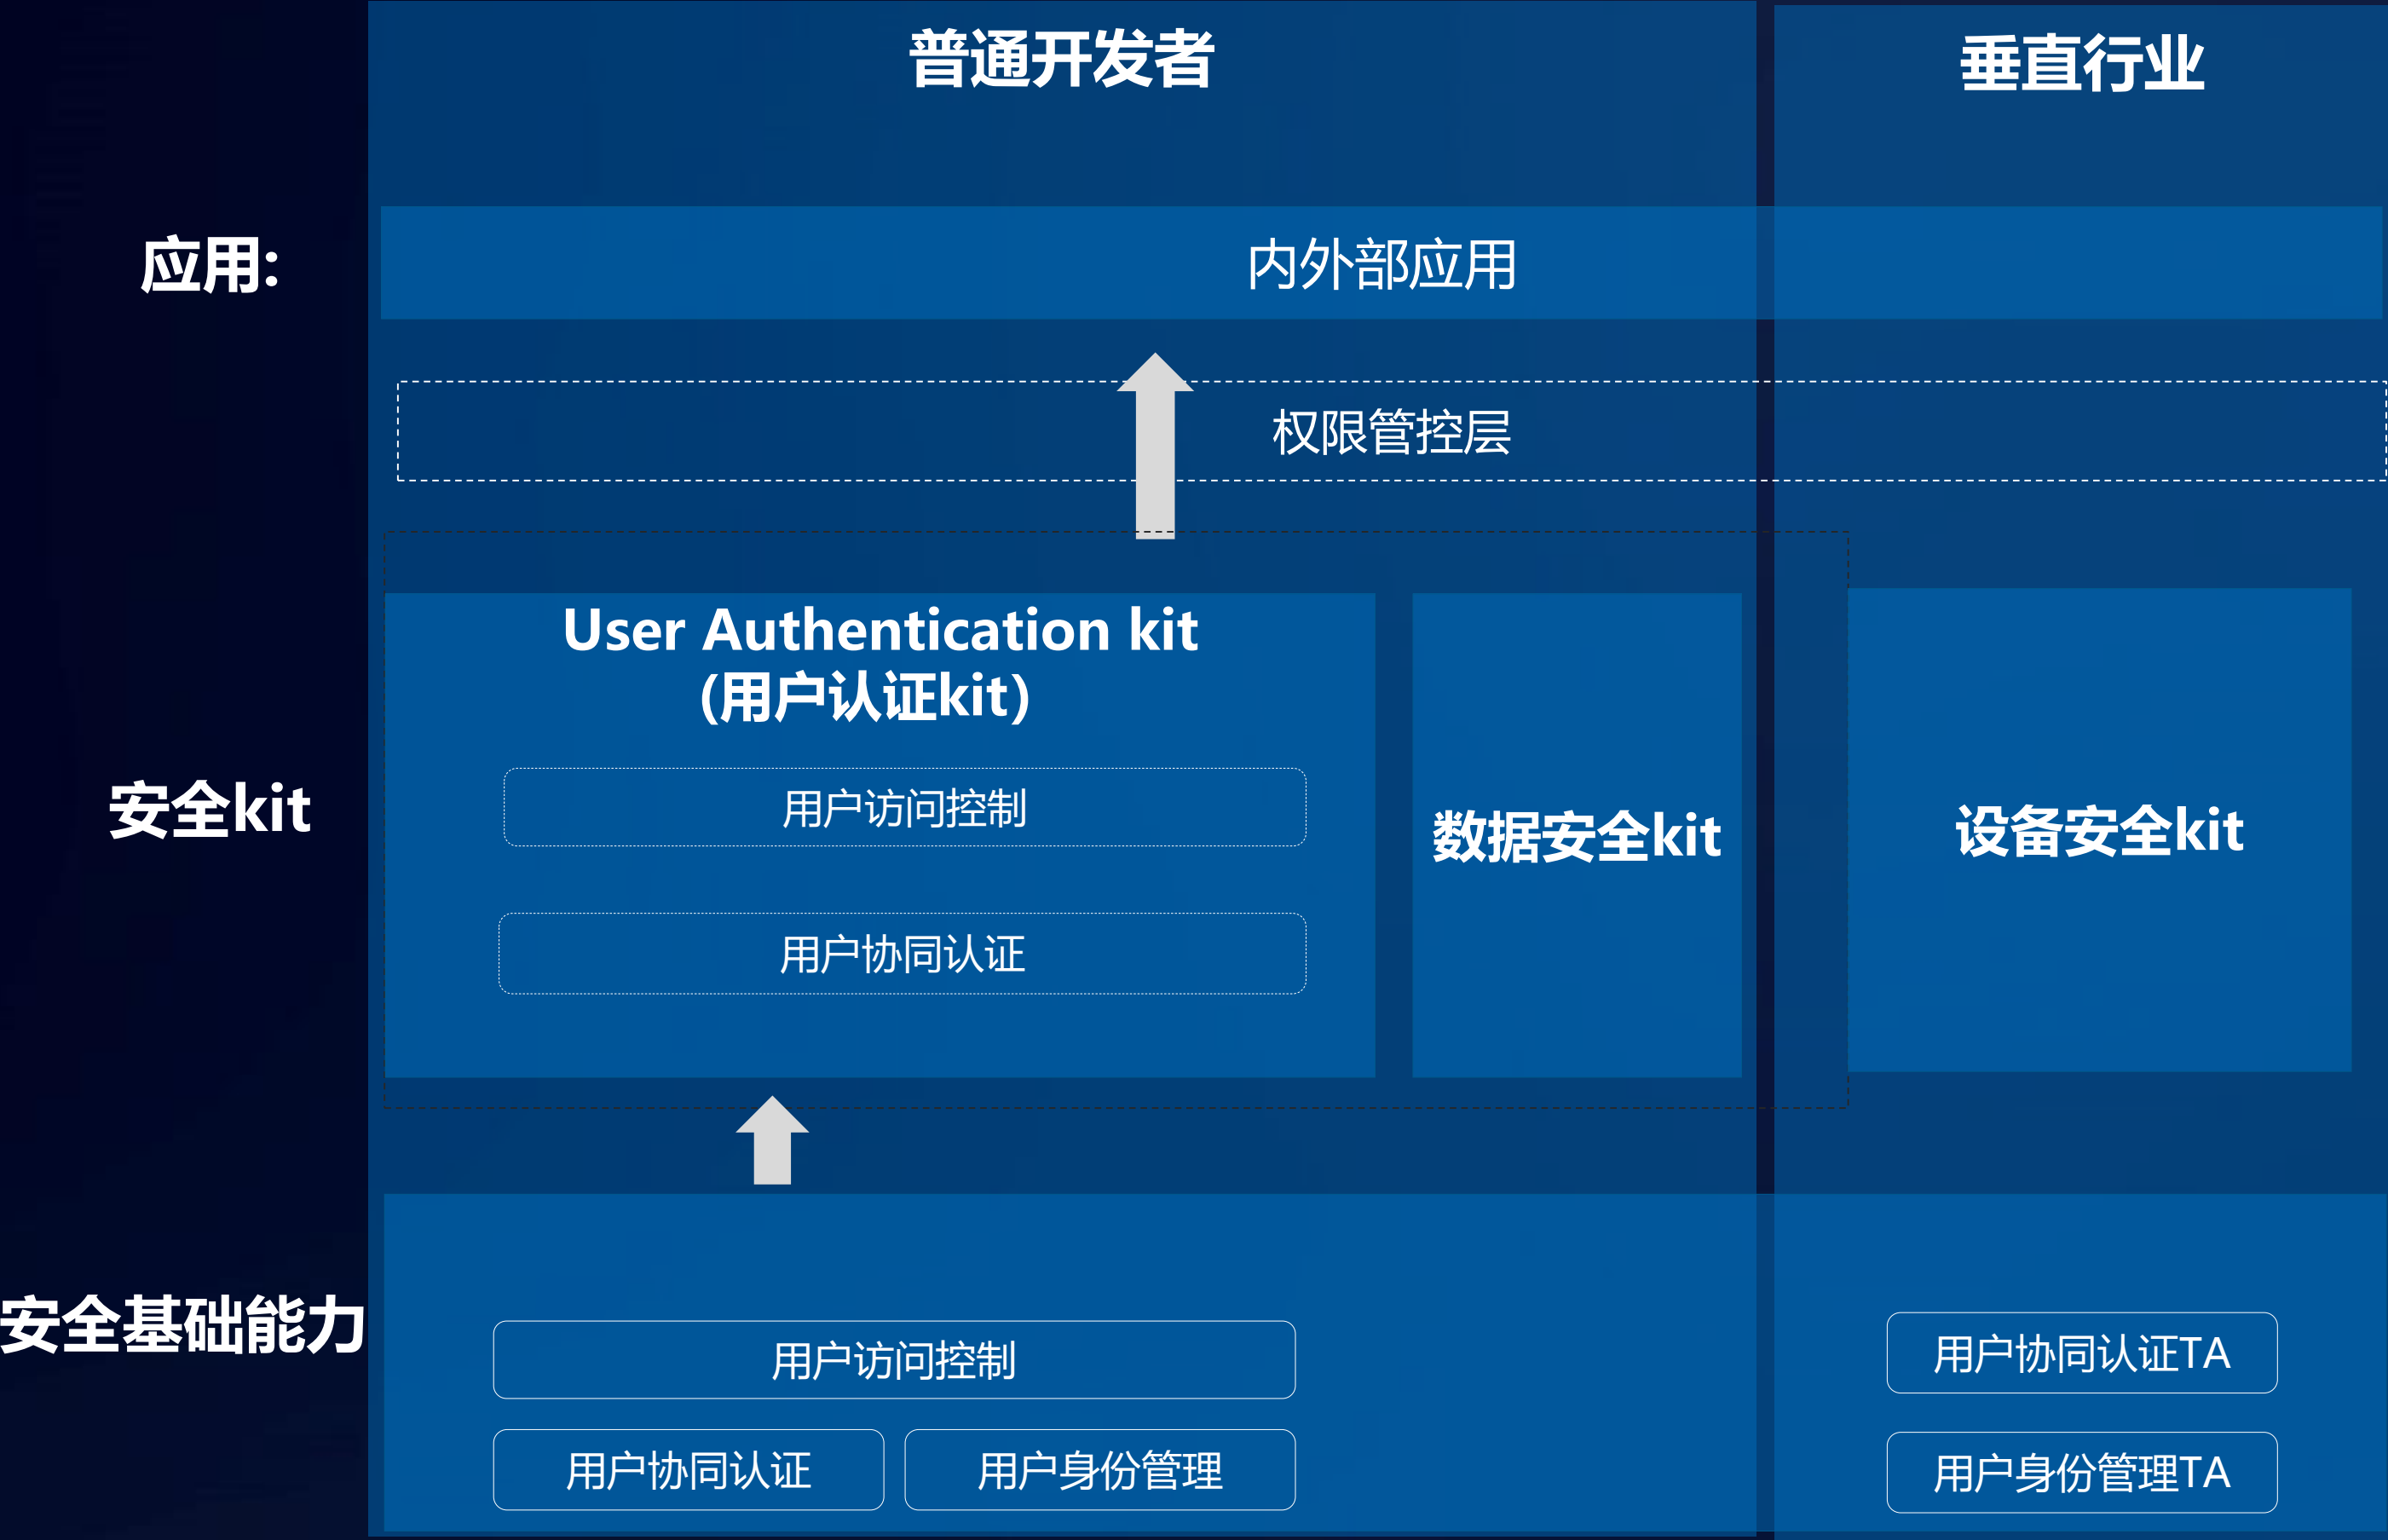 普通开发者
垂直行业
应用:
内外部应用
权限管控层
安全kit
User Authentication kit
(用户认证kit)
用户访问控制
用户协同认证
数据安全kit
设备安全kit
安全基础能力
用户访问控制
用户协同认证
用户身份管理
用户协同认证TA
用户身份管理TA